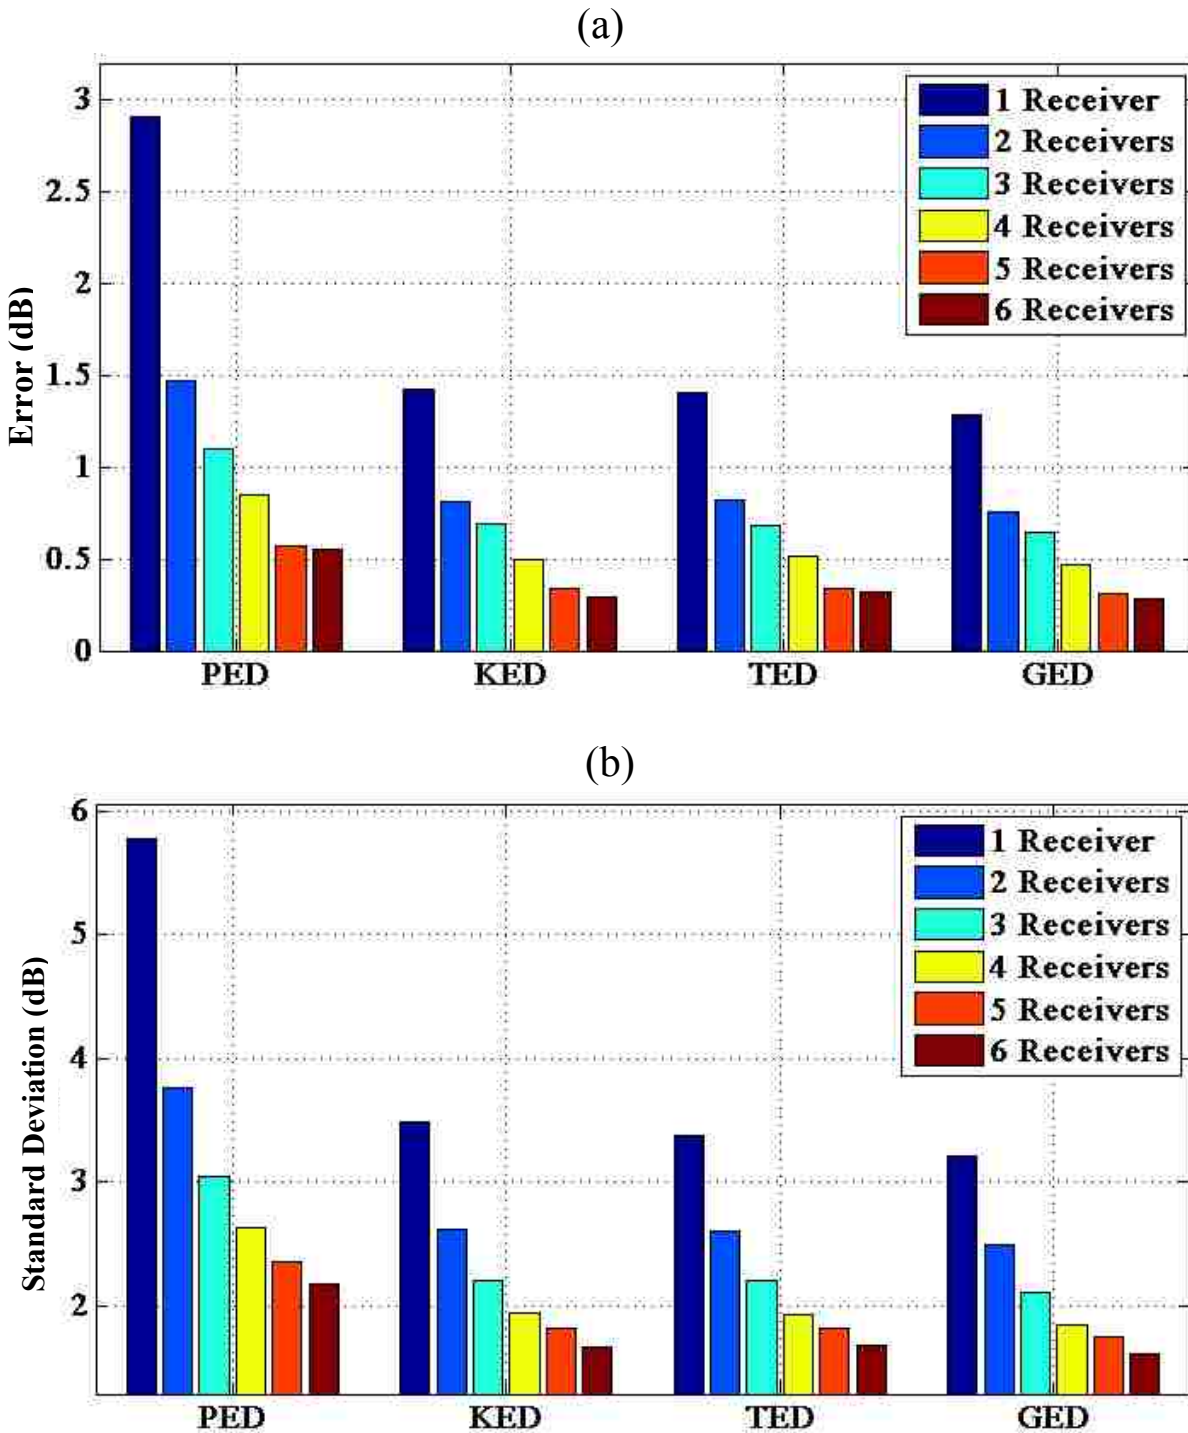 (a)
3
2.5
2
1.5
1
0.5
0
Error (dB)
1 Receiver
2 Receivers
3 Receivers
4 Receivers
5 Receivers
6 Receivers
PED KED TED GED
(b)
6
5
4
3
2
Standard Deviation (dB)
1 Receiver
2 Receivers
3 Receivers
4 Receivers
5 Receivers
6 Receivers
PED KED TED GED